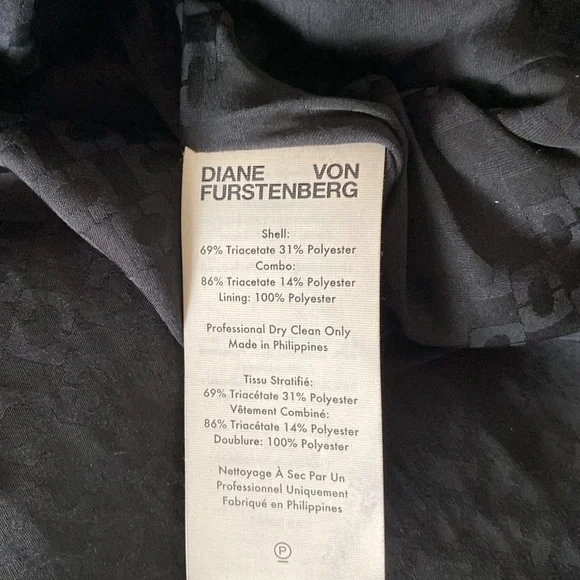 DIANE VON
FURSTENBERG
Shell:
69% Triacetate 31% Polyester
Combo:
86% Triacetate 14% Polyester
Lining: 100% Polyester
Professional Dry Clean Only
Made in Philippines
Tissu Stratifié:
69% Triacétate 31% Polyester
Vêtement Combiné:
86% Triacétate 14% Polyester
Doublure: 100% Polyester
Nettoyage À Sec Par Un
Professionnel Uniquement
Fabriqué en Philippines
P